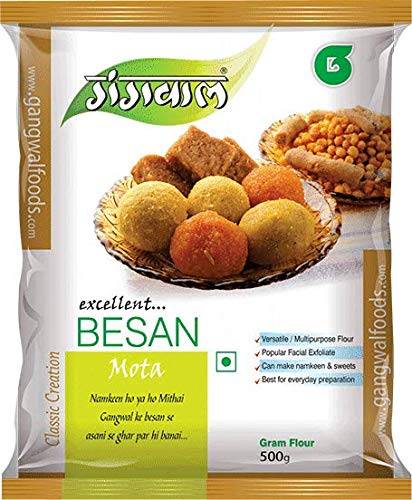 गंगवाल®
www.gangwalfoods.com
excellent...
BESAN
Mota
Classic Creation
Namkeen ho ya ho Mithai
Gangwal ke besan se
asani se ghar par hi banai...
Versatile / Multipurpose Flour
Popular Facial Exfoliate
Can make namkeen & sweets
Best for everyday preparation
www.gangwalfoods.com
Gram Flour
500g